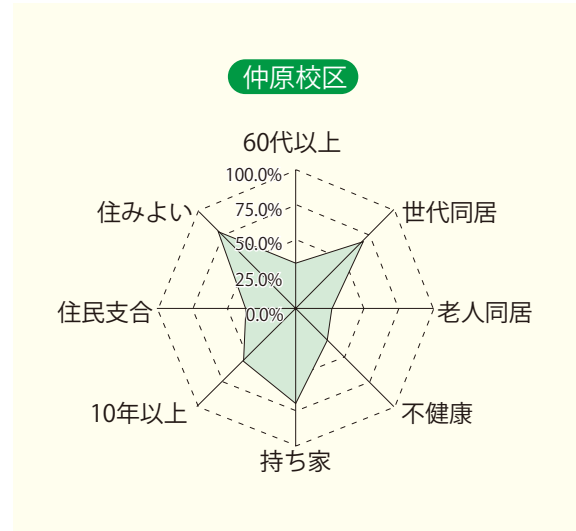 仲原校区
60代以上
100.0%
住みよい
世代同居
75.0%
50.0%
25.0%
住民支合
0.0%
老人同居
10年以上
不健康
持ち家